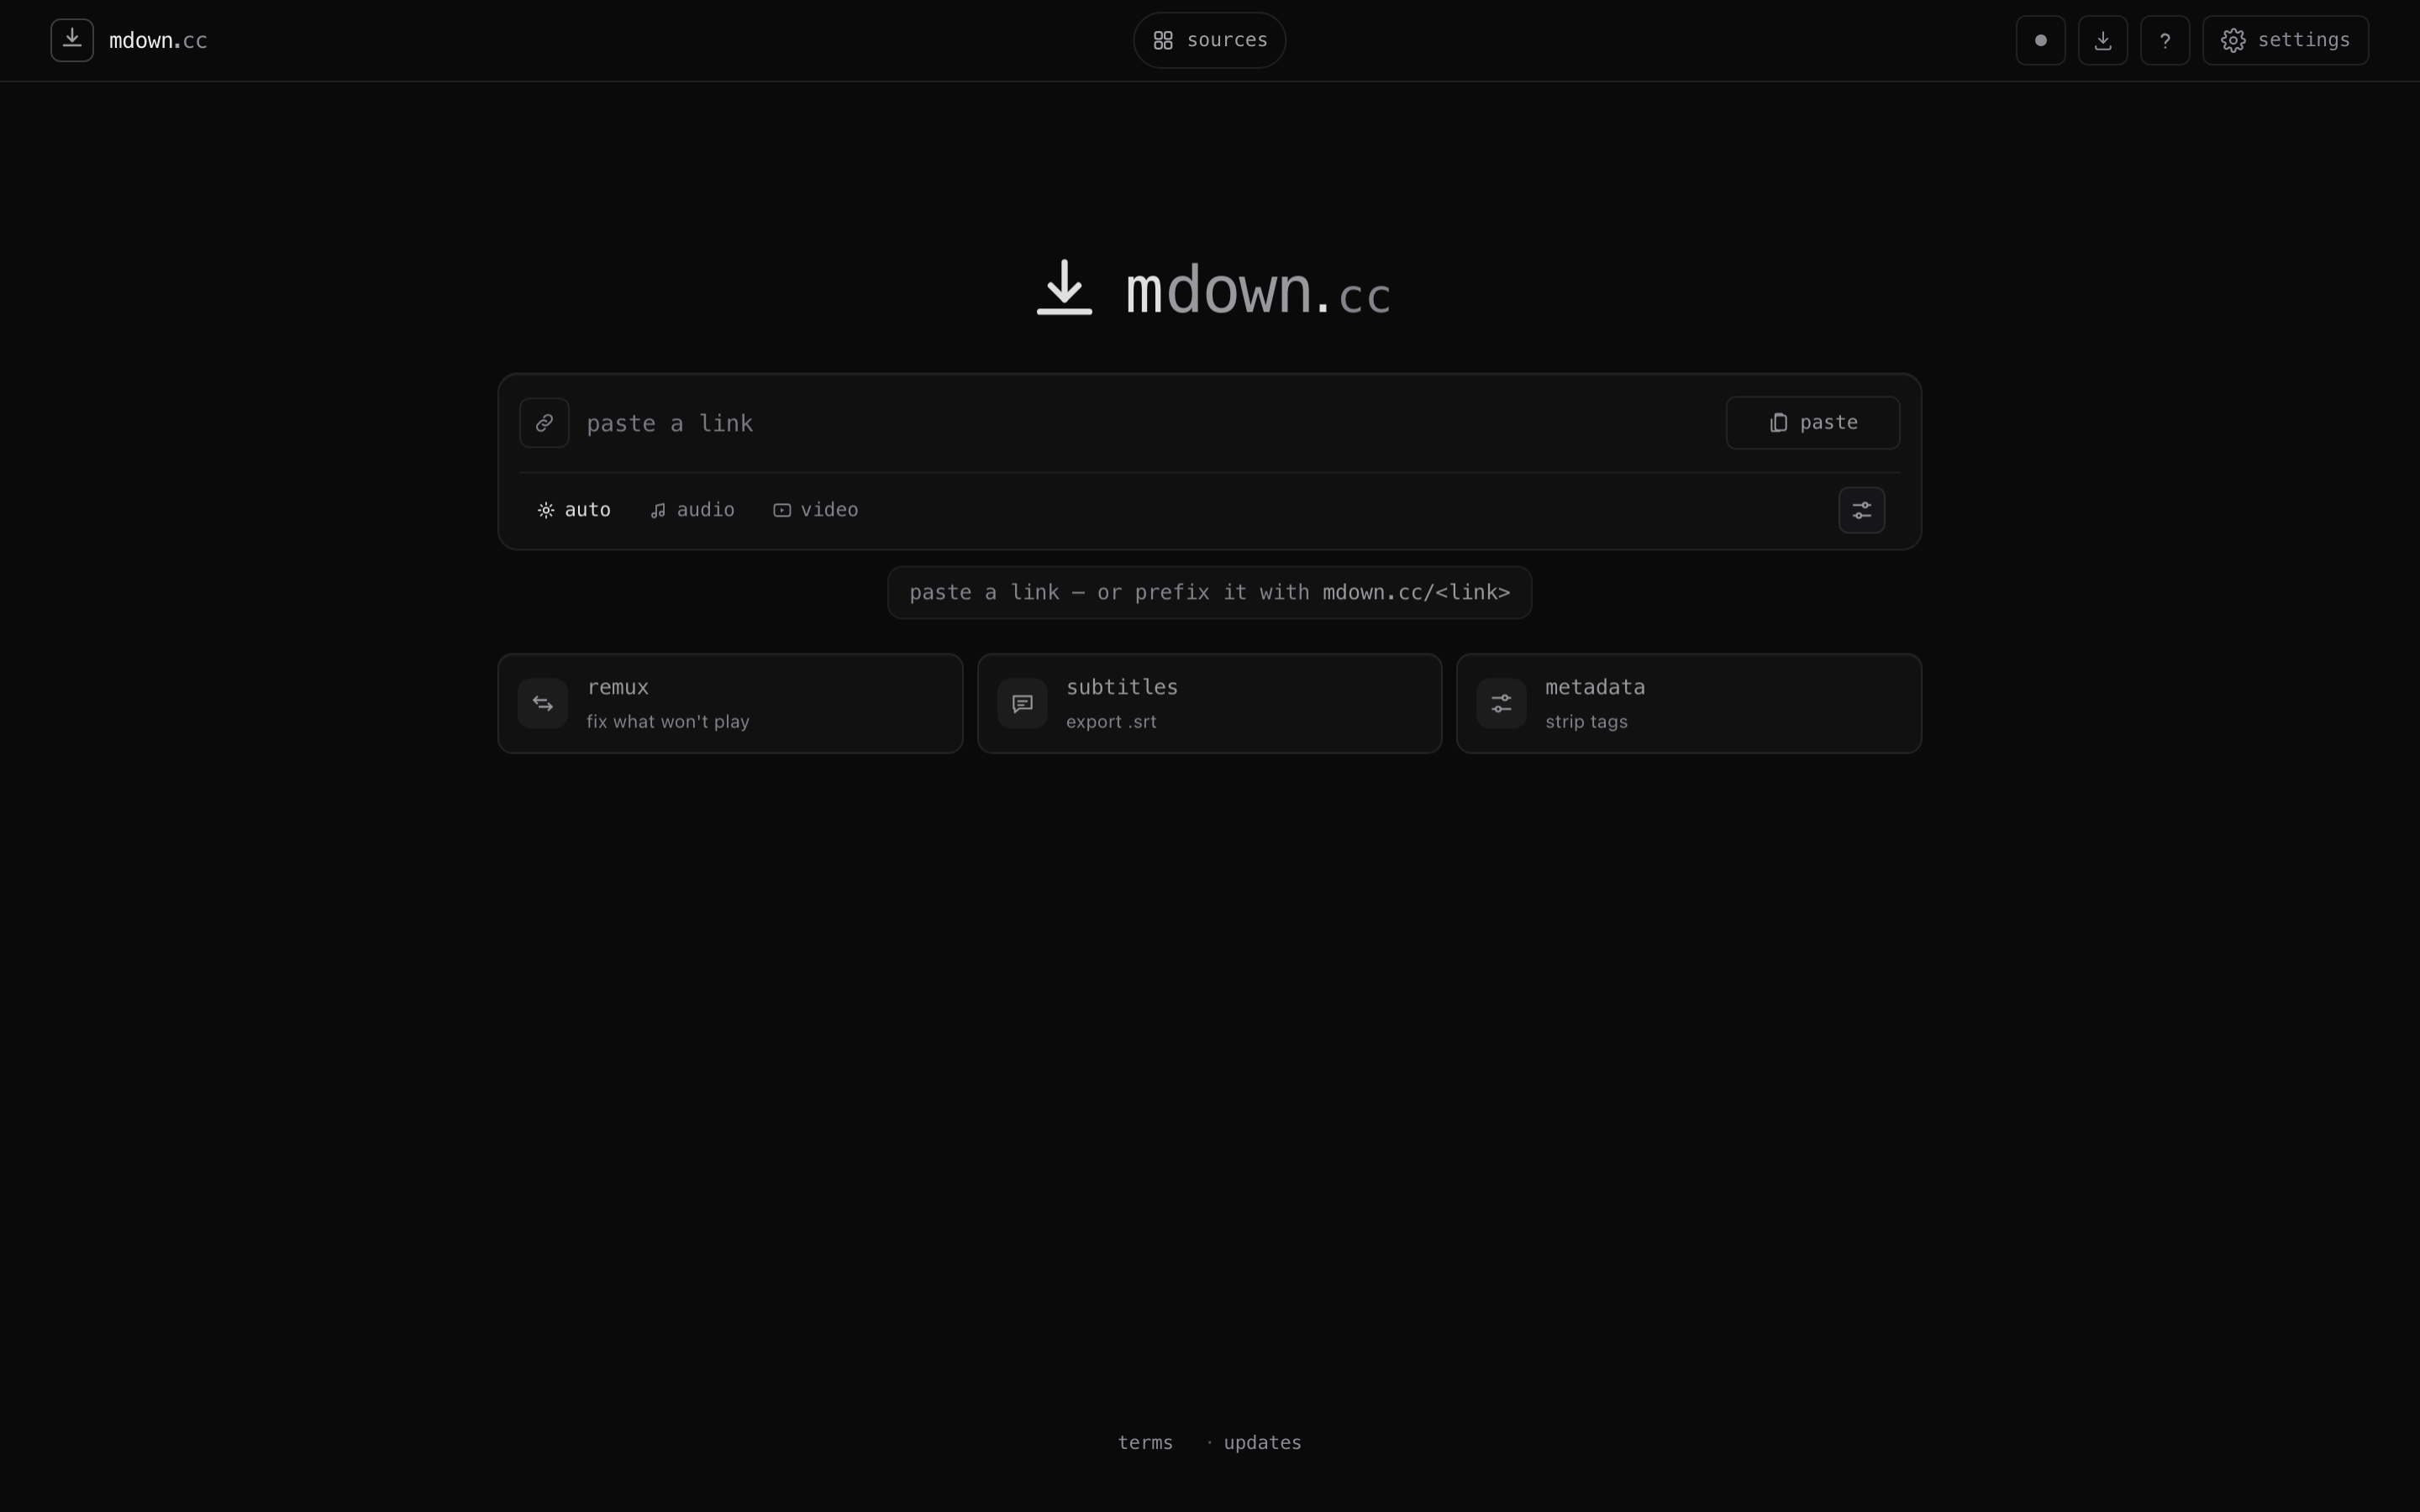 mdown.cc
sources
?
settings
mdown.cc
paste a link
paste
auto
audio
video
paste a link — or prefix it with mdown.cc/<link>
remux
fix what won't play
subtitles
export .srt
metadata
strip tags
terms · updates